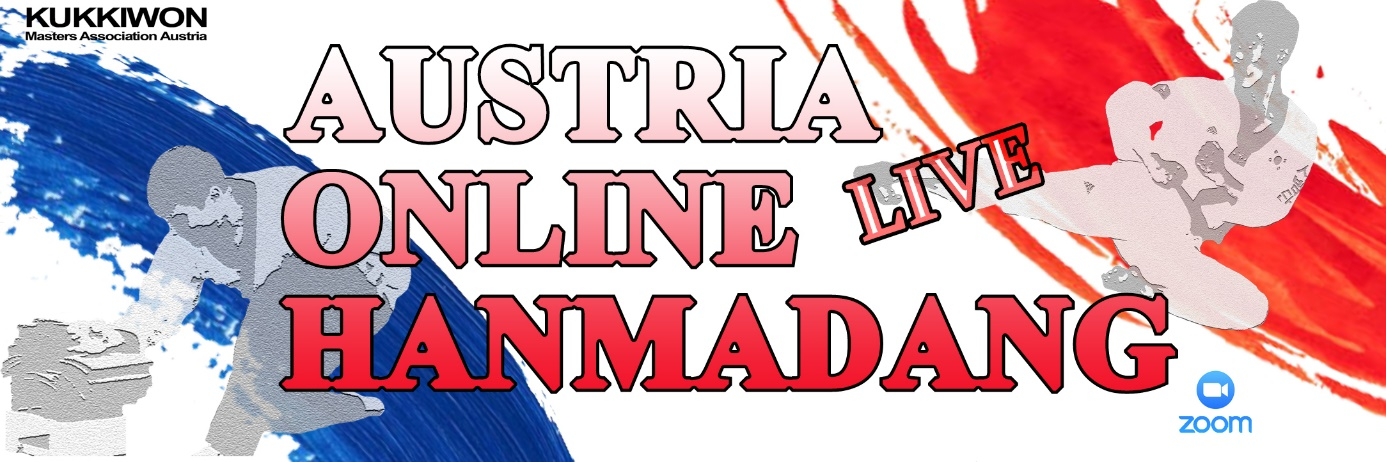 KUKKIWON
Masters Association Austria
AUSTRIA
ONLINE
LIVE
HANMADANG
zoom